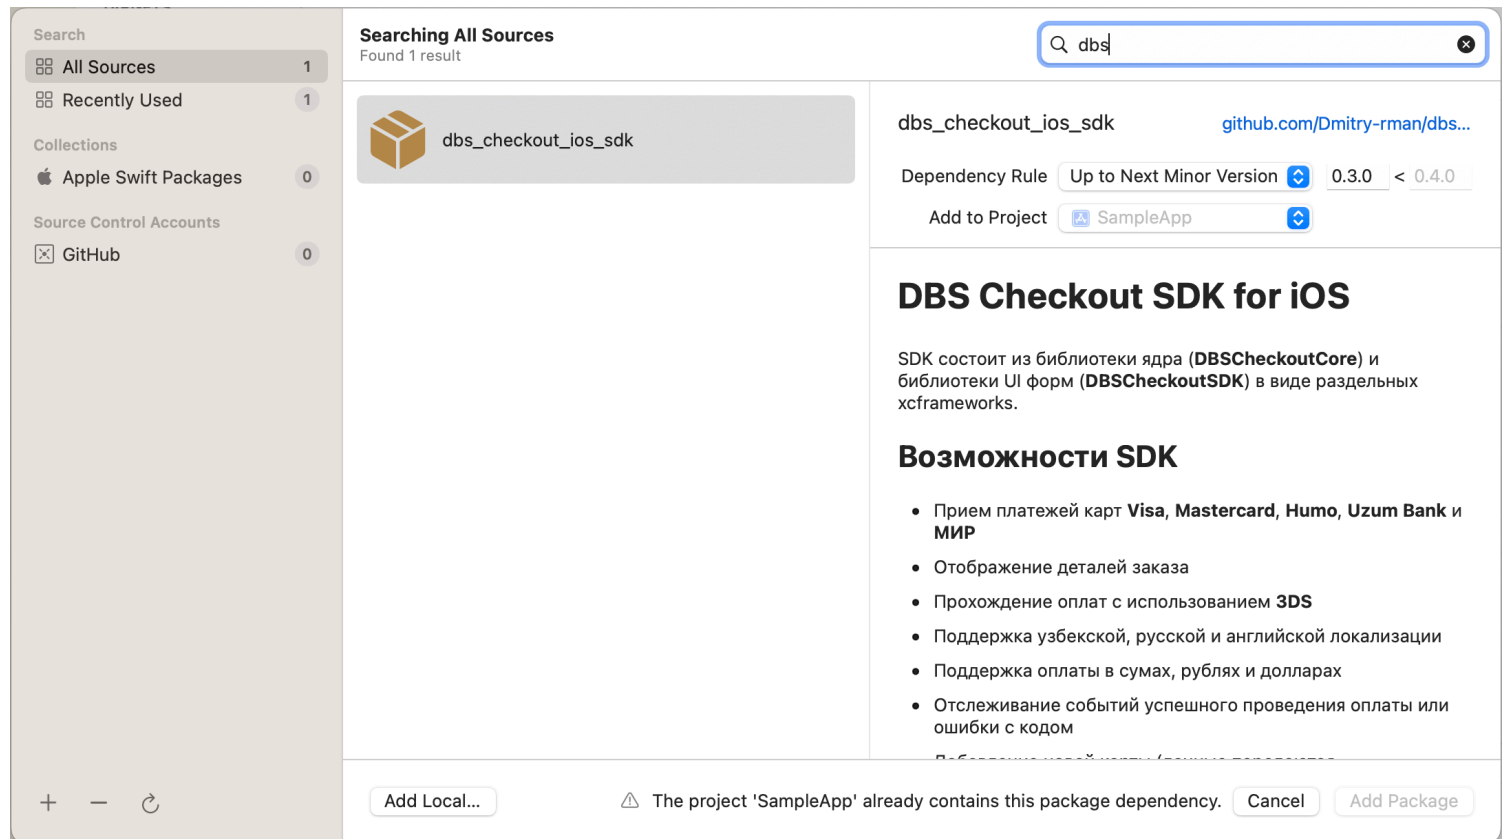 Search
All Sources 1
Recently Used 1
Collections
Apple Swift Packages 0
Source Control Accounts
GitHub 0
Searching All Sources
Found 1 result
dbs
dbs_checkout_ios_sdk
dbs_checkout_ios_sdk github.com/Dmitry-rman/dbs...
Dependency Rule Up to Next Minor Version 0.3.0 < 0.4.0
Add to Project SampleApp
DBS Checkout SDK for iOS
SDK состоит из библиотеки ядра (DBSCheckoutCore) и
библиотеки UI форм (DBSCheckoutSDK) в виде раздельных
xcframeworks.
Возможности SDK
• Прием платежей карт Visa, Mastercard, Humo, Uzum Bank и
МИР
• Отображение деталей заказа
• Прохождение оплат с использованием 3DS
• Поддержка узбекской, русской и английской локализации
• Поддержка оплаты в сумах, рублях и долларах
• Отслеживание событий успешного проведения оплаты или
ошибки с кодом
Add Local... The project 'SampleApp' already contains this package dependency. Cancel Add Package